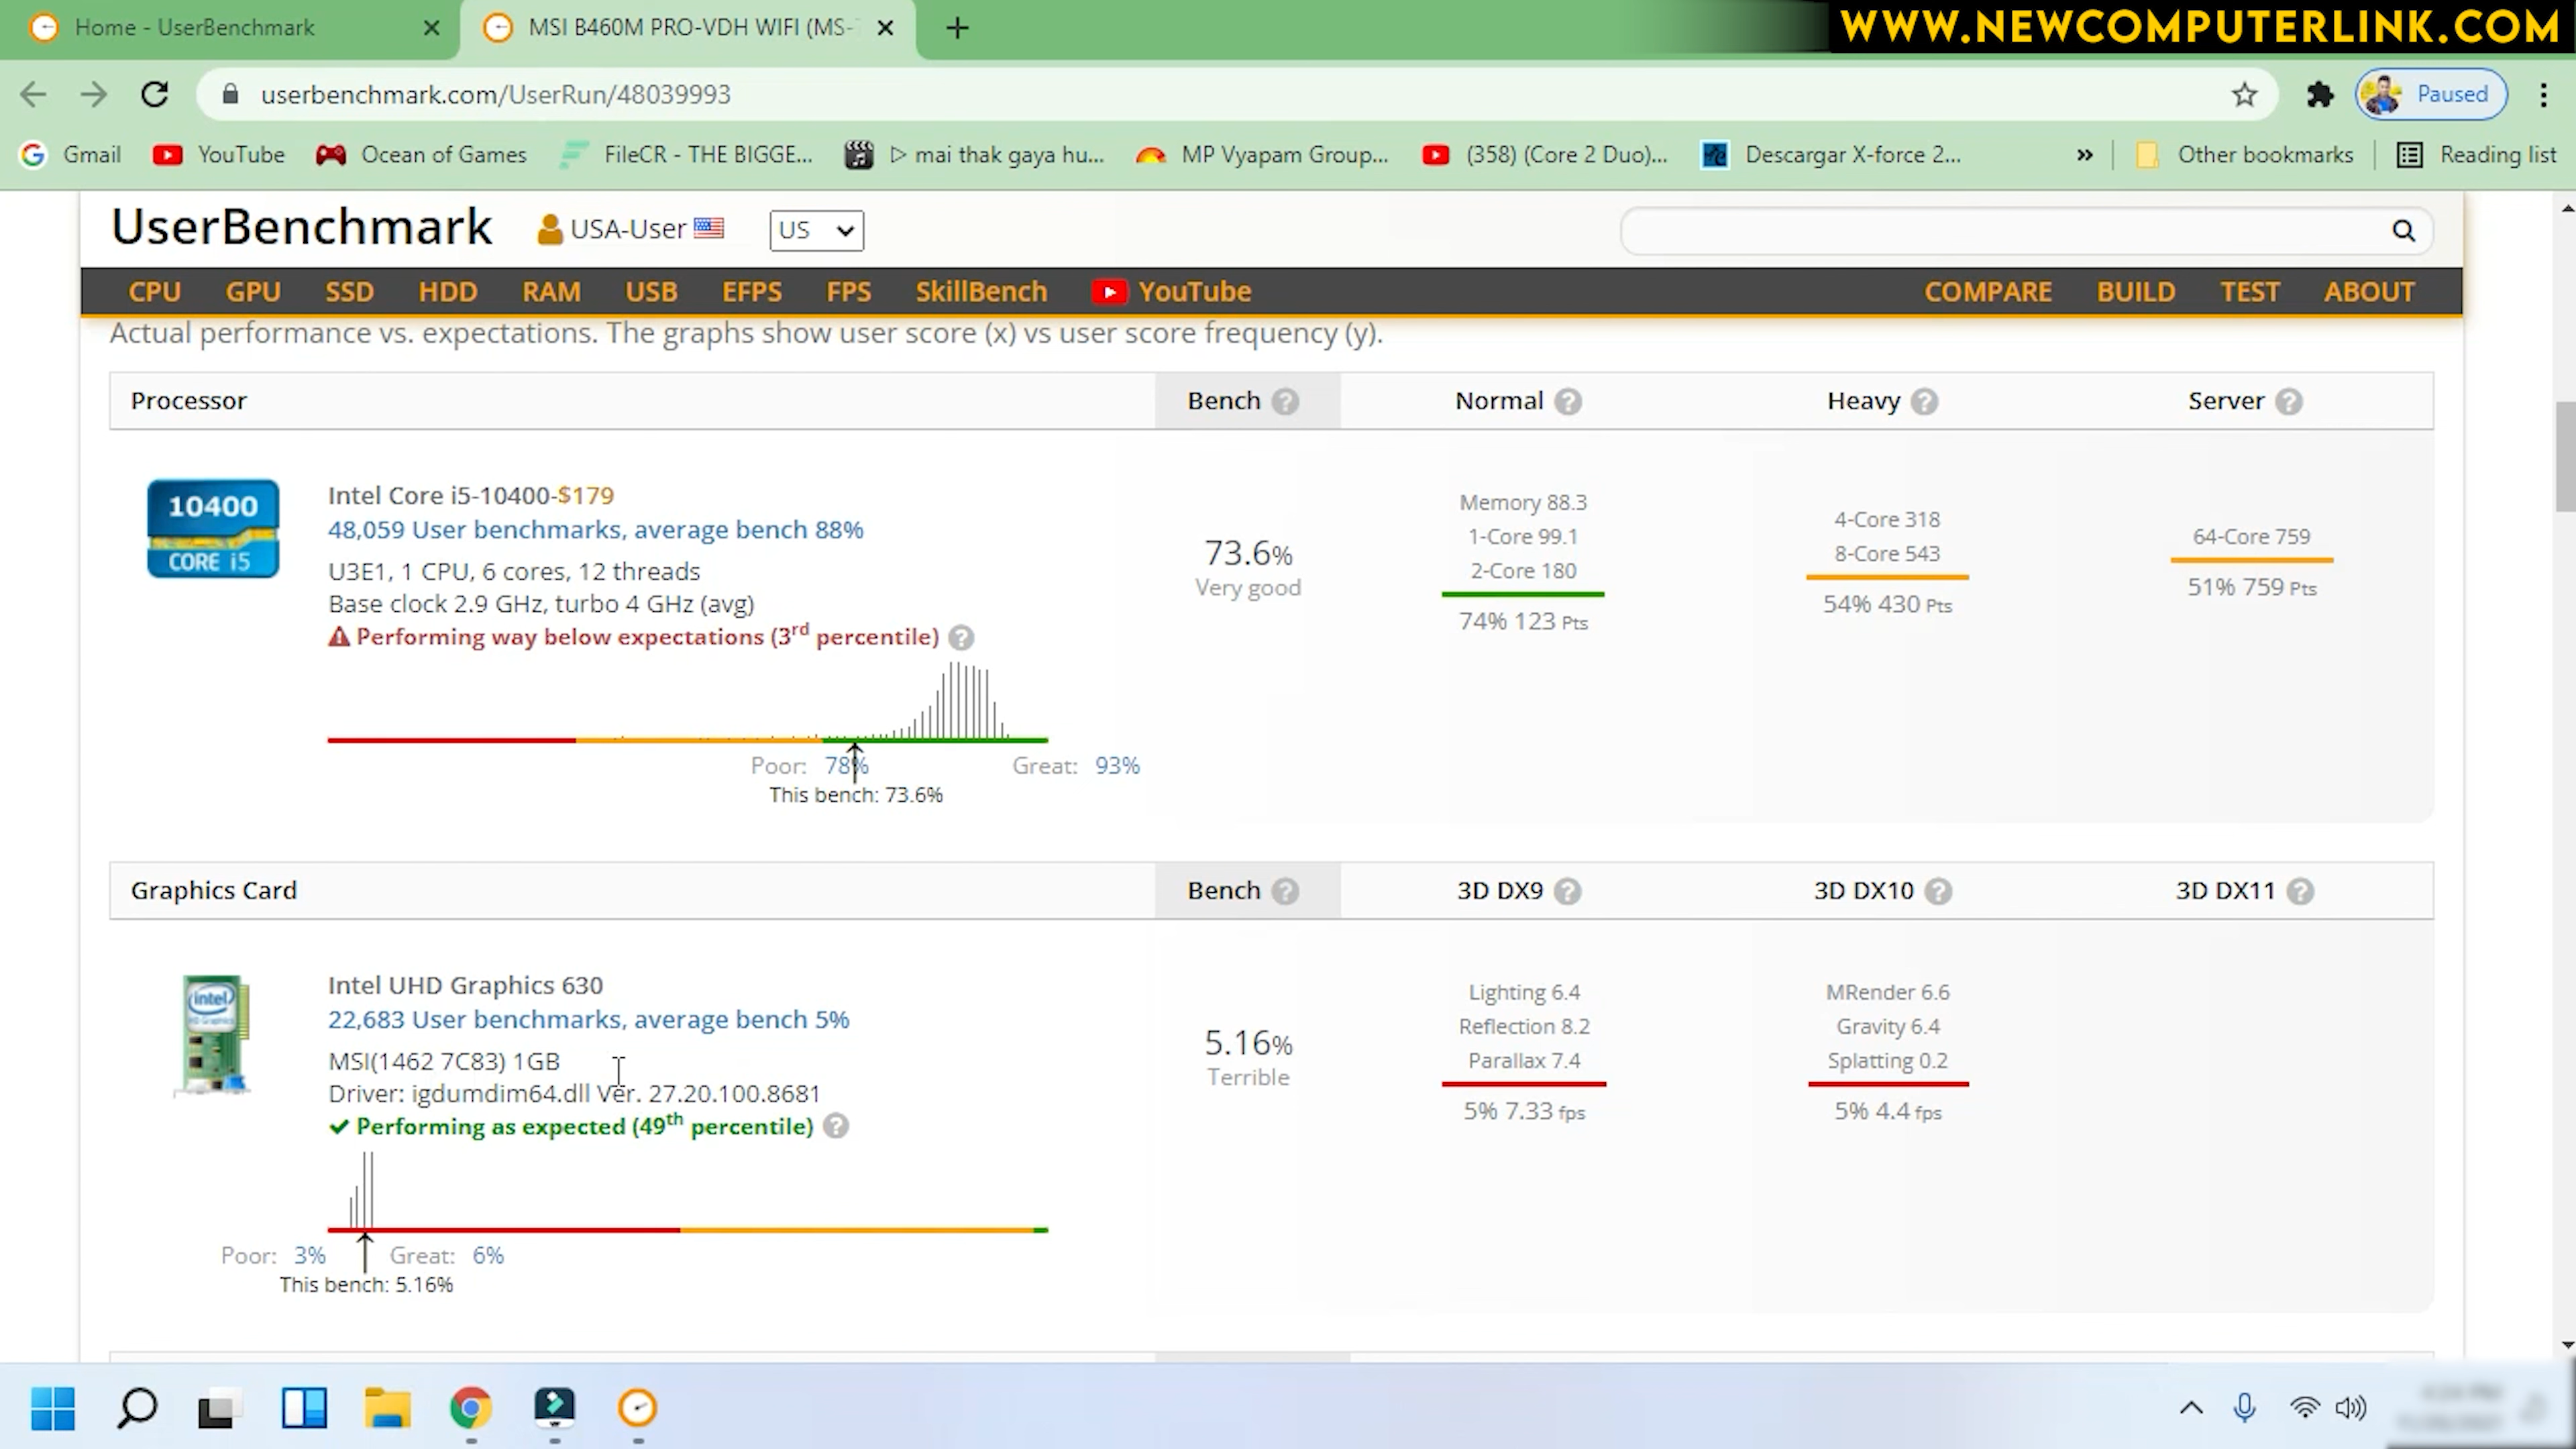 Home - UserBenchmark
MSI B460M PRO-VDH WIFI (MS-
WWW.NEWCOMPUTERLINK.COM
userbenchmark.com/UserRun/48039993
Paused
Gmail
YouTube
Ocean of Games
FileCR - THE BIGGE...
▷ mai thak gaya hu...
MP Vyapam Group...
(358) (Core 2 Duo)...
Descargar X-force 2...
»
Other bookmarks
Reading list
UserBenchmark
USA-User
US
CPU GPU SSD HDD RAM USB EFPS FPS SkillBench YouTube COMPARE BUILD TEST ABOUT
Actual performance vs. expectations. The graphs show user score (x) vs user score frequency (y).
Processor Bench ? Normal ? Heavy ? Server ?
10400
CORE i5
Intel Core i5-10400-$179
48,059 User benchmarks, average bench 88%
U3E1, 1 CPU, 6 cores, 12 threads
Base clock 2.9 GHz, turbo 4 GHz (avg)
Performing way below expectations (3rd percentile) ?
Poor: 78% Great: 93%
This bench: 73.6%
73.6%
Very good
Memory 88.3
1-Core 99.1
2-Core 180
74% 123 Pts
4-Core 318
8-Core 543
54% 430 Pts
64-Core 759
51% 759 Pts
Graphics Card Bench ? 3D DX9 ? 3D DX10 ? 3D DX11 ?
intel
HD Graphics
Intel UHD Graphics 630
22,683 User benchmarks, average bench 5%
MSI(1462 7C83) 1GB
Driver: igdumdim64.dll Ver. 27.20.100.8681
Performing as expected (49th percentile) ?
Poor: 3% Great: 6%
This bench: 5.16%
5.16%
Terrible
Lighting 6.4
Reflection 8.2
Parallax 7.4
5% 7.33 fps
MRender 6.6
Gravity 6.4
Splatting 0.2
5% 4.4 fps